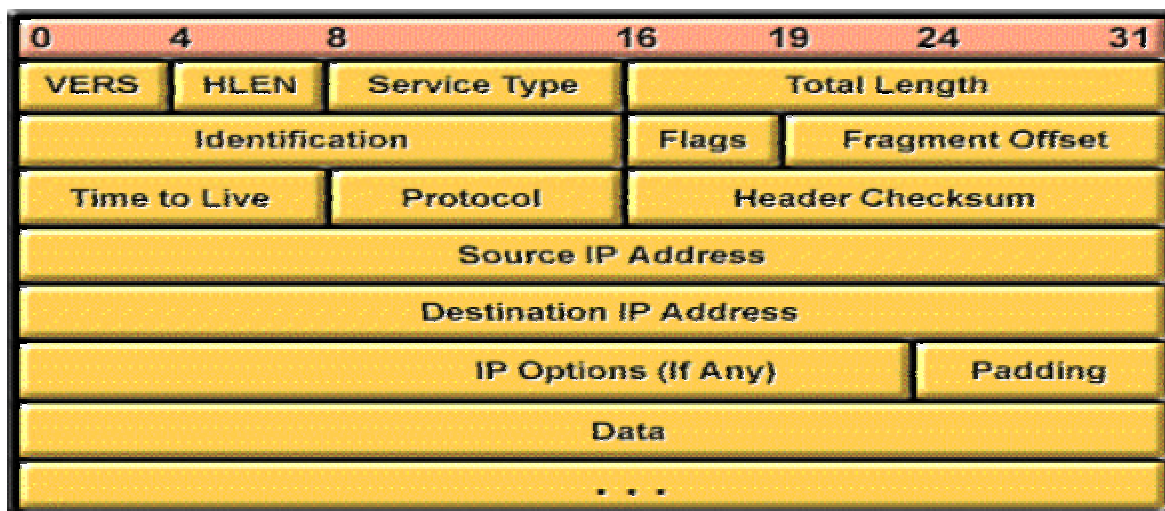 0 4 8 16 19 24 31
VERS HLEN Service Type Total Length
Identification Flags Fragment Offset
Time to Live Protocol Header Checksum
Source IP Address
Destination IP Address
IP Options (If Any) Padding
Data
. . .